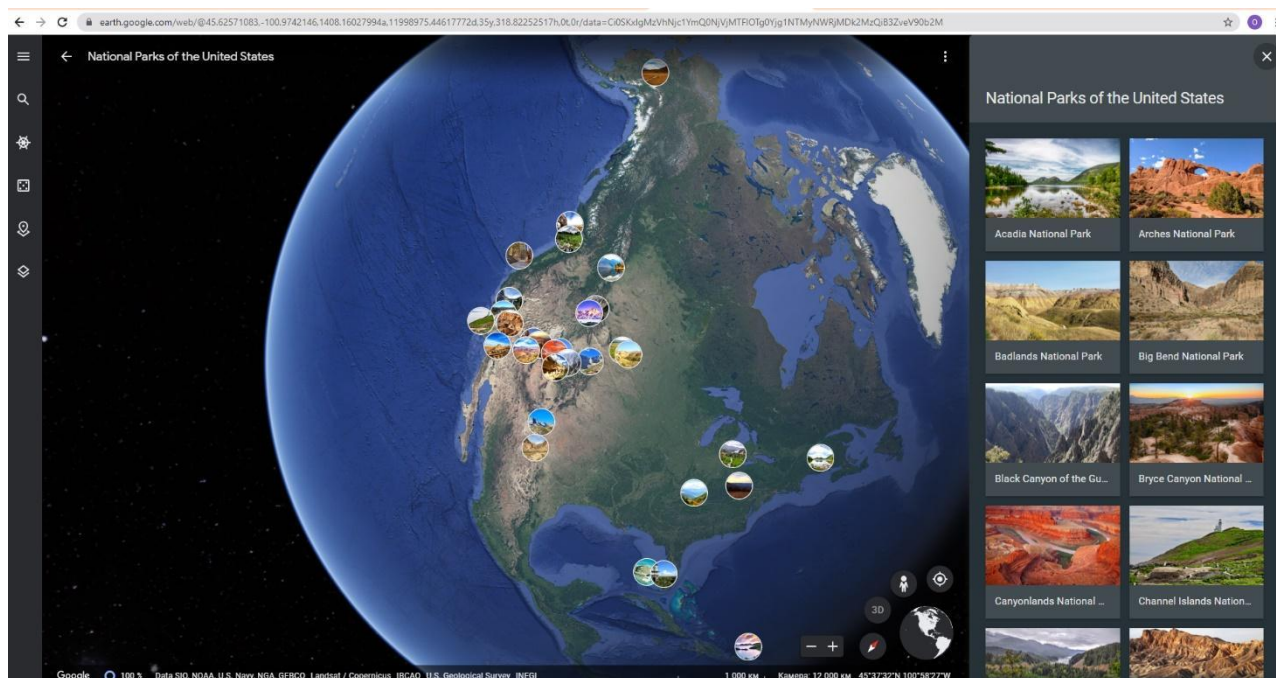 earth.google.com/web/@45.62571083,-100.9742146,1408.16027994a,11998975.44617772d,35y,318.82252517h,0t,0r/data=Ci0SKxIgMzVhNjc1YmQ0NjVjMTFlOTg0Yjg1NTMyNWRjMDk2MzQiB3ZveV90b2M
O
National Parks of the United States
National Parks of the United States
Acadia National Park
Arches National Park
Badlands National Park
Big Bend National Park
Black Canyon of the Gu...
Bryce Canyon National ...
Canyonlands National ...
Channel Islands Nation...
3D
Google 100 % Data SIO, NOAA, U.S. Navy, NGA, GEBCO, Landsat / Copernicus, IBCAO, U.S. Geological Survey, INEGI 1 000 км Камера: 12 000 км 45°37'32"N 100°58'27"W